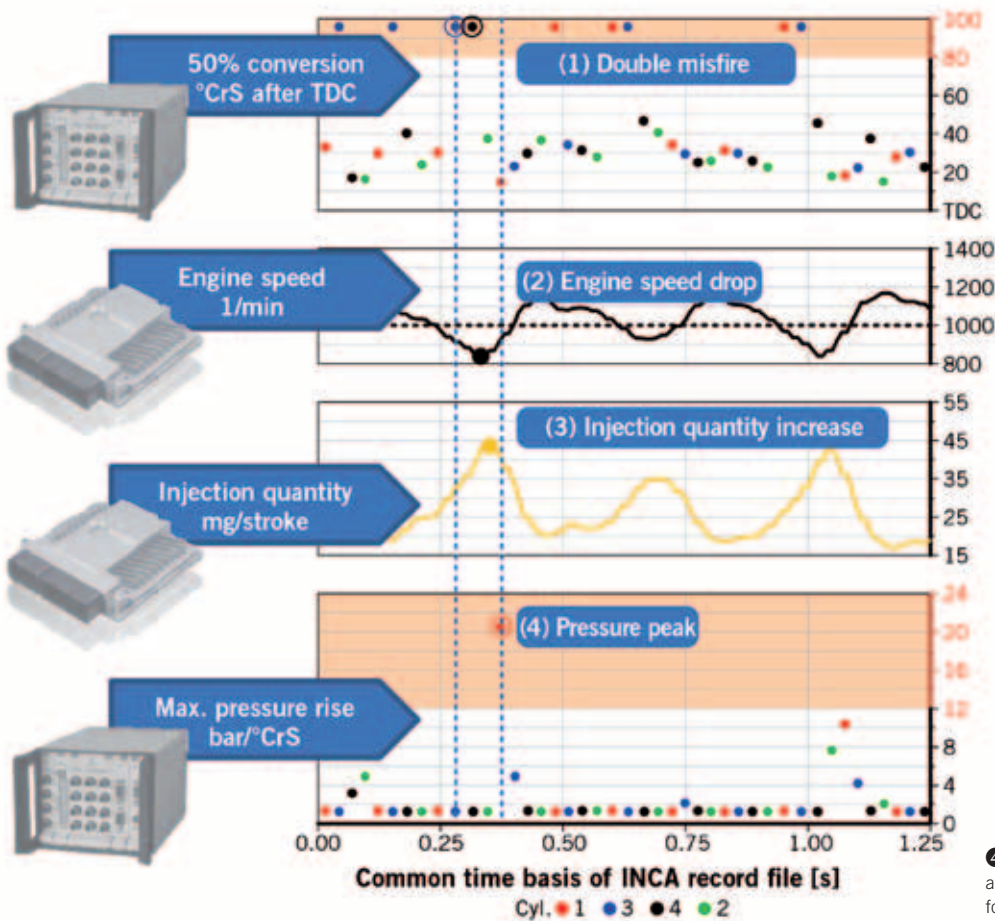 100
80
60
40
20
TDC
50% conversion
°CrS after TDC
(1) Double misfire
1400
1200
1000
800
Engine speed
1/min
(2) Engine speed drop
55
45
35
25
15
Injection quantity
mg/stroke
(3) Injection quantity increase
24
20
16
12
8
4
0
(4) Pressure peak
Max. pressure rise
bar/°CrS
0.00 0.25 0.50 0.75 1.00 1.25
Common time basis of INCA record file [s]
Cyl. 1 3 4 2
4
a
fo